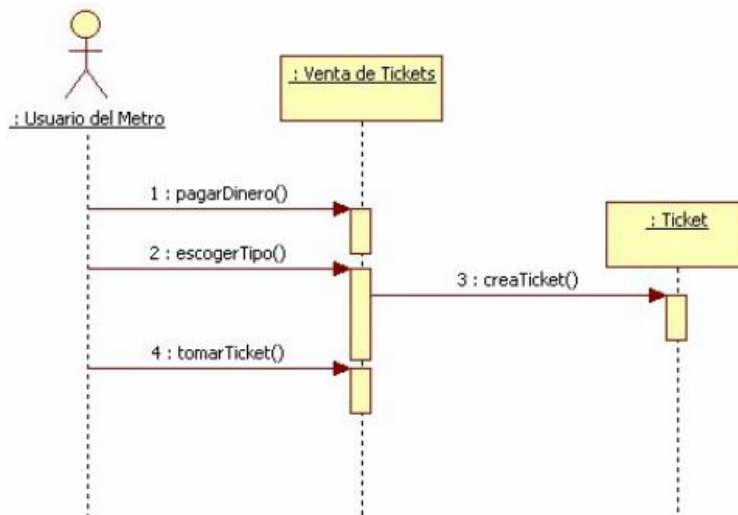 : Venta de Tickets
: Usuario del Metro
1 : pagarDinero()
: Ticket
2 : escogerTipo()
3 : creaTicket()
4 : tomarTicket()